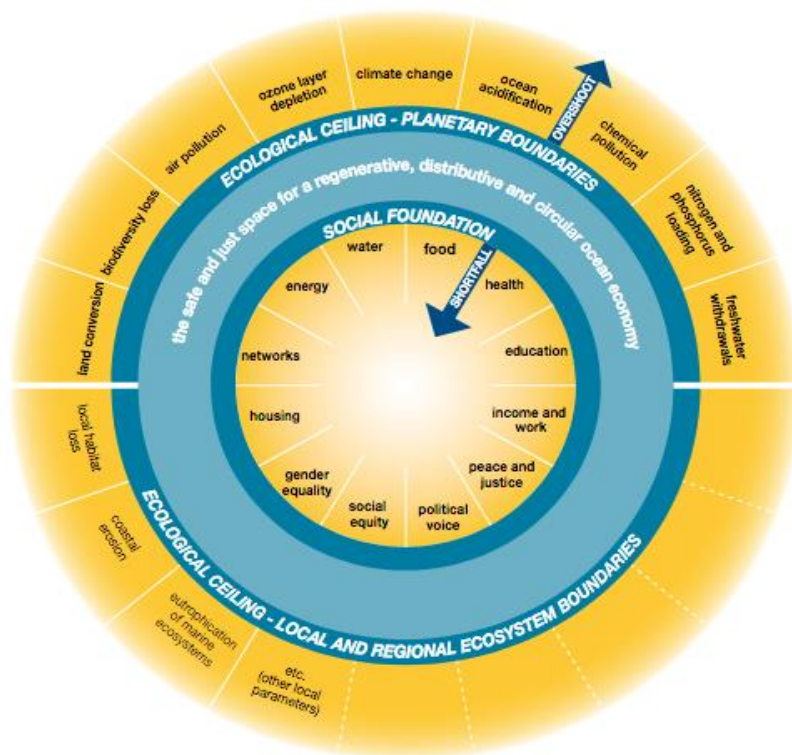 climate change
ozone layer
depletion
ocean
acidification
OVERSHOOT
air pollution
chemical
pollution
biodiversity loss
nitrogen and
phosphorus
loading
land conversion
freshwater
withdrawals
ECOLOGICAL CEILING - PLANETARY BOUNDARIES
the safe and just space for a regenerative, distributive and circular ocean economy
SOCIAL FOUNDATION
water
food
SHORTFALL
energy
health
networks
education
housing
income and
work
gender
equality
peace and
justice
social
equity
political
voice
local habitat
loss
coastal
erosion
eutrophication
of marine
ecosystems
etc.
(other local
parameters)
ECOLOGICAL CEILING - LOCAL AND REGIONAL ECOSYSTEM BOUNDARIES